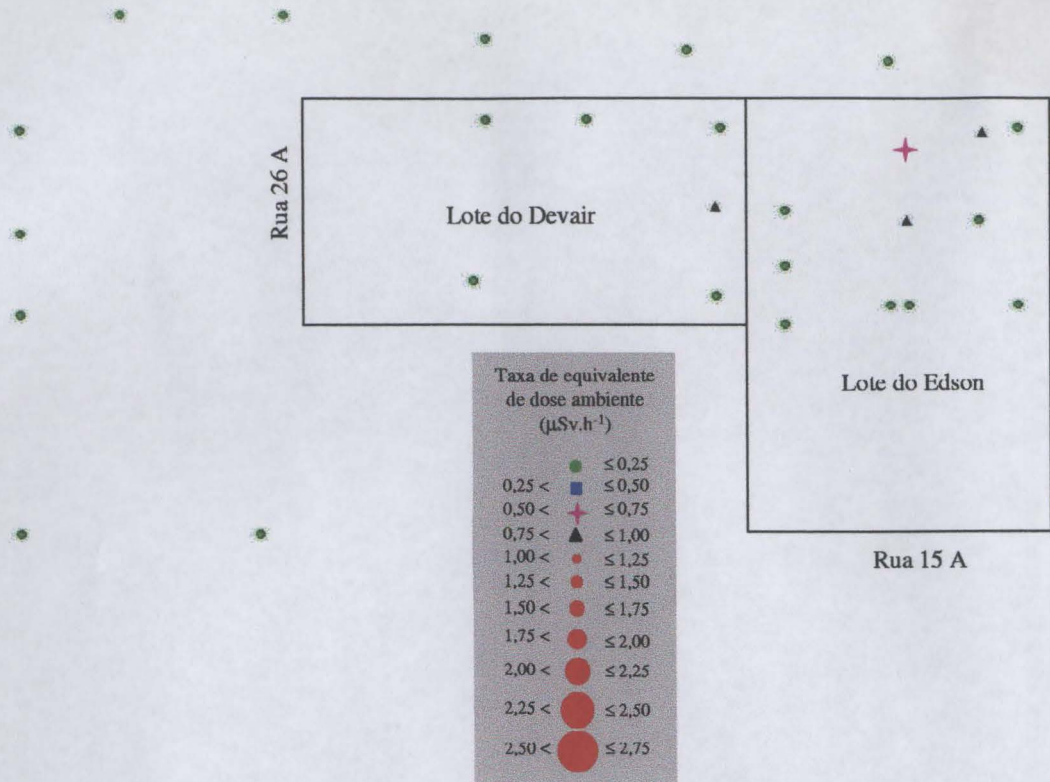 Rua 26 A
Lote do Devair
Lote do Edson
Rua 15 A
Taxa de equivalente
de dose ambiente
(μSv.h⁻¹)
≤ 0,25
0,25 < ≤ 0,50
0,50 < ≤ 0,75
0,75 < ≤ 1,00
1,00 < ≤ 1,25
1,25 < ≤ 1,50
1,50 < ≤ 1,75
1,75 < ≤ 2,00
2,00 < ≤ 2,25
2,25 < ≤ 2,50
2,50 < ≤ 2,75